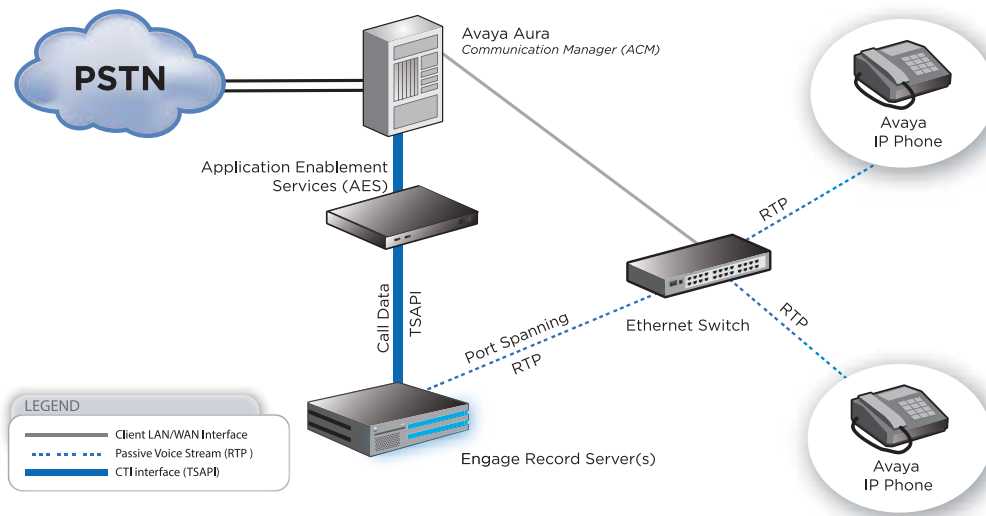 PSTN
Avaya Aura
Communication Manager (ACM)
Avaya
IP Phone
Application Enablement
Services (AES)
RTP
Call Data
TSAPI
Port Spanning
RTP
Ethernet Switch
RTP
LEGEND
Client LAN/WAN Interface
Passive Voice Stream (RTP )
CTI interface (TSAPI)
Engage Record Server(s)
Avaya
IP Phone